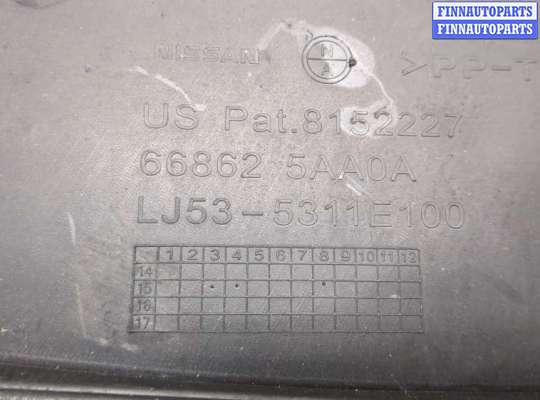 FINNAUTOPARTS
FINNAUTOPARTS
NISSAN N A >PP-T
US Pat.8152227
66862 5AA0A
LJ53-5311E100
1 2 3 4 5 6 7 8 9 10 11 12
14
15
16
17